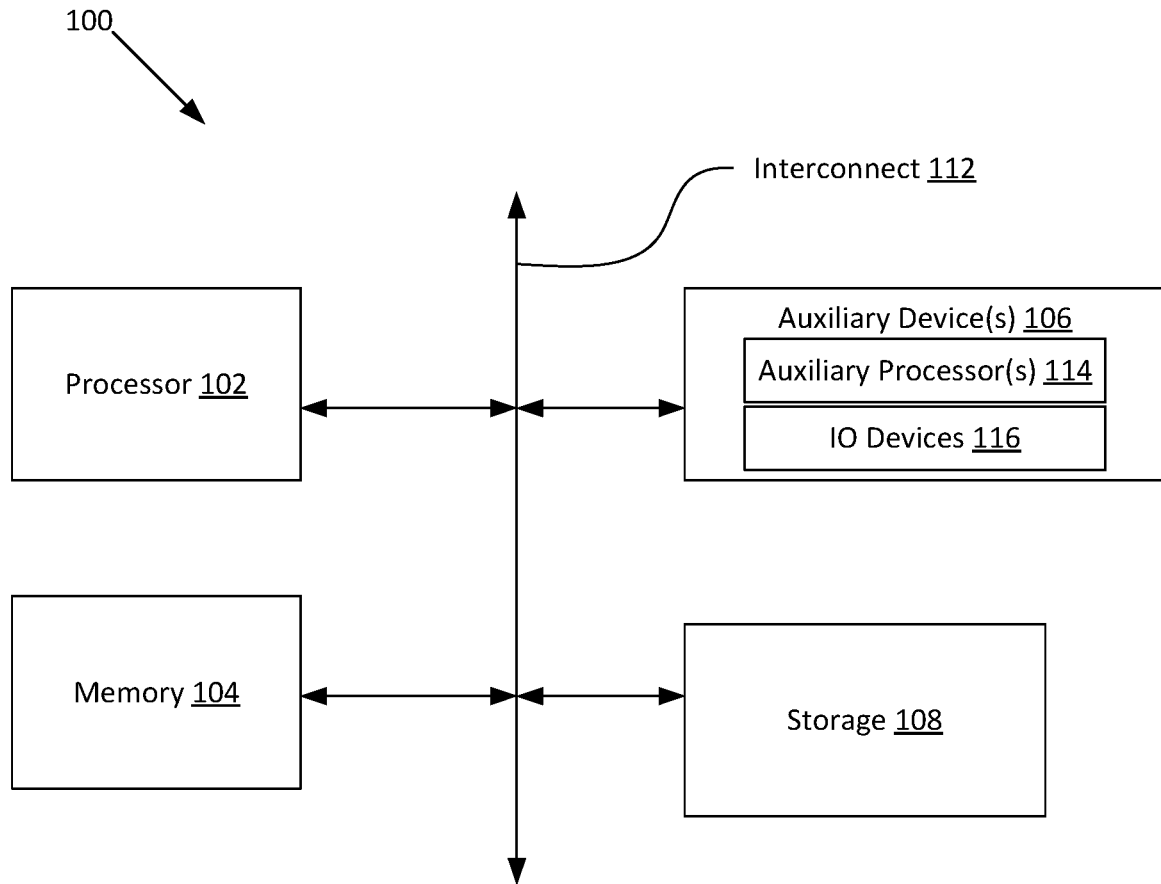 100
Interconnect 112
Auxiliary Device(s) 106
Processor 102
Auxiliary Processor(s) 114
IO Devices 116
Memory 104
Storage 108